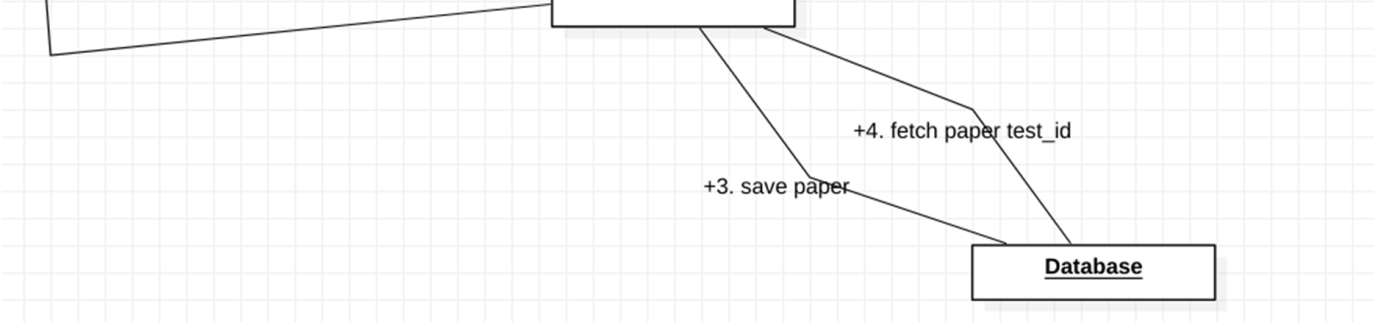 +4. fetch paper test_id
+3. save paper
Database